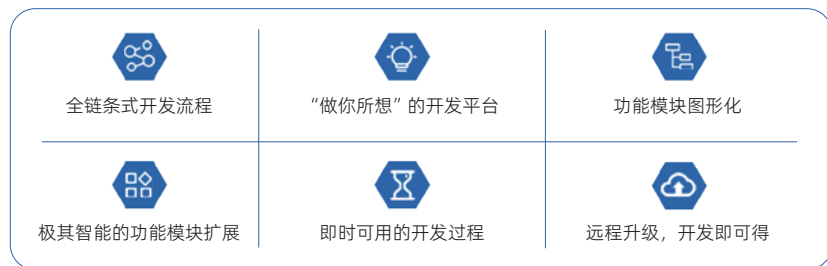 全链条式开发流程
“做你所想”的开发平台
功能模块图形化
极其智能的功能模块扩展
即时可用的开发过程
远程升级，开发即可得